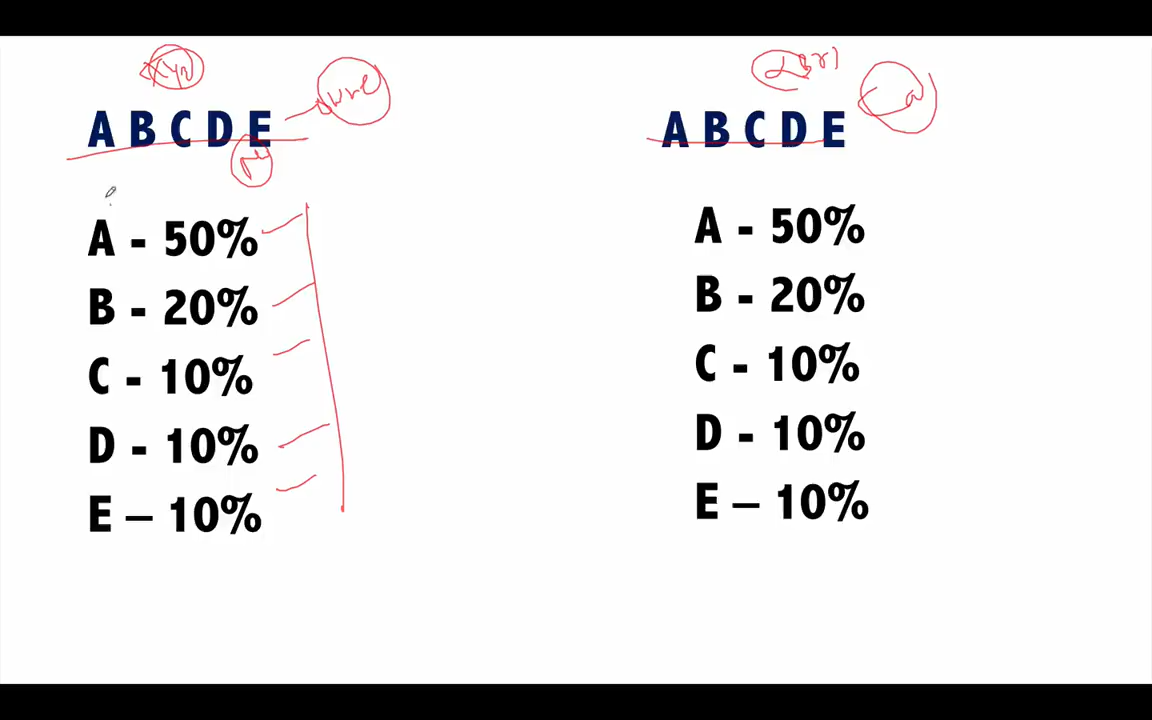 A B C D E
A - 50%
B - 20%
C - 10%
D - 10%
E – 10%
A B C D E
A - 50%
B - 20%
C - 10%
D - 10%
E – 10%